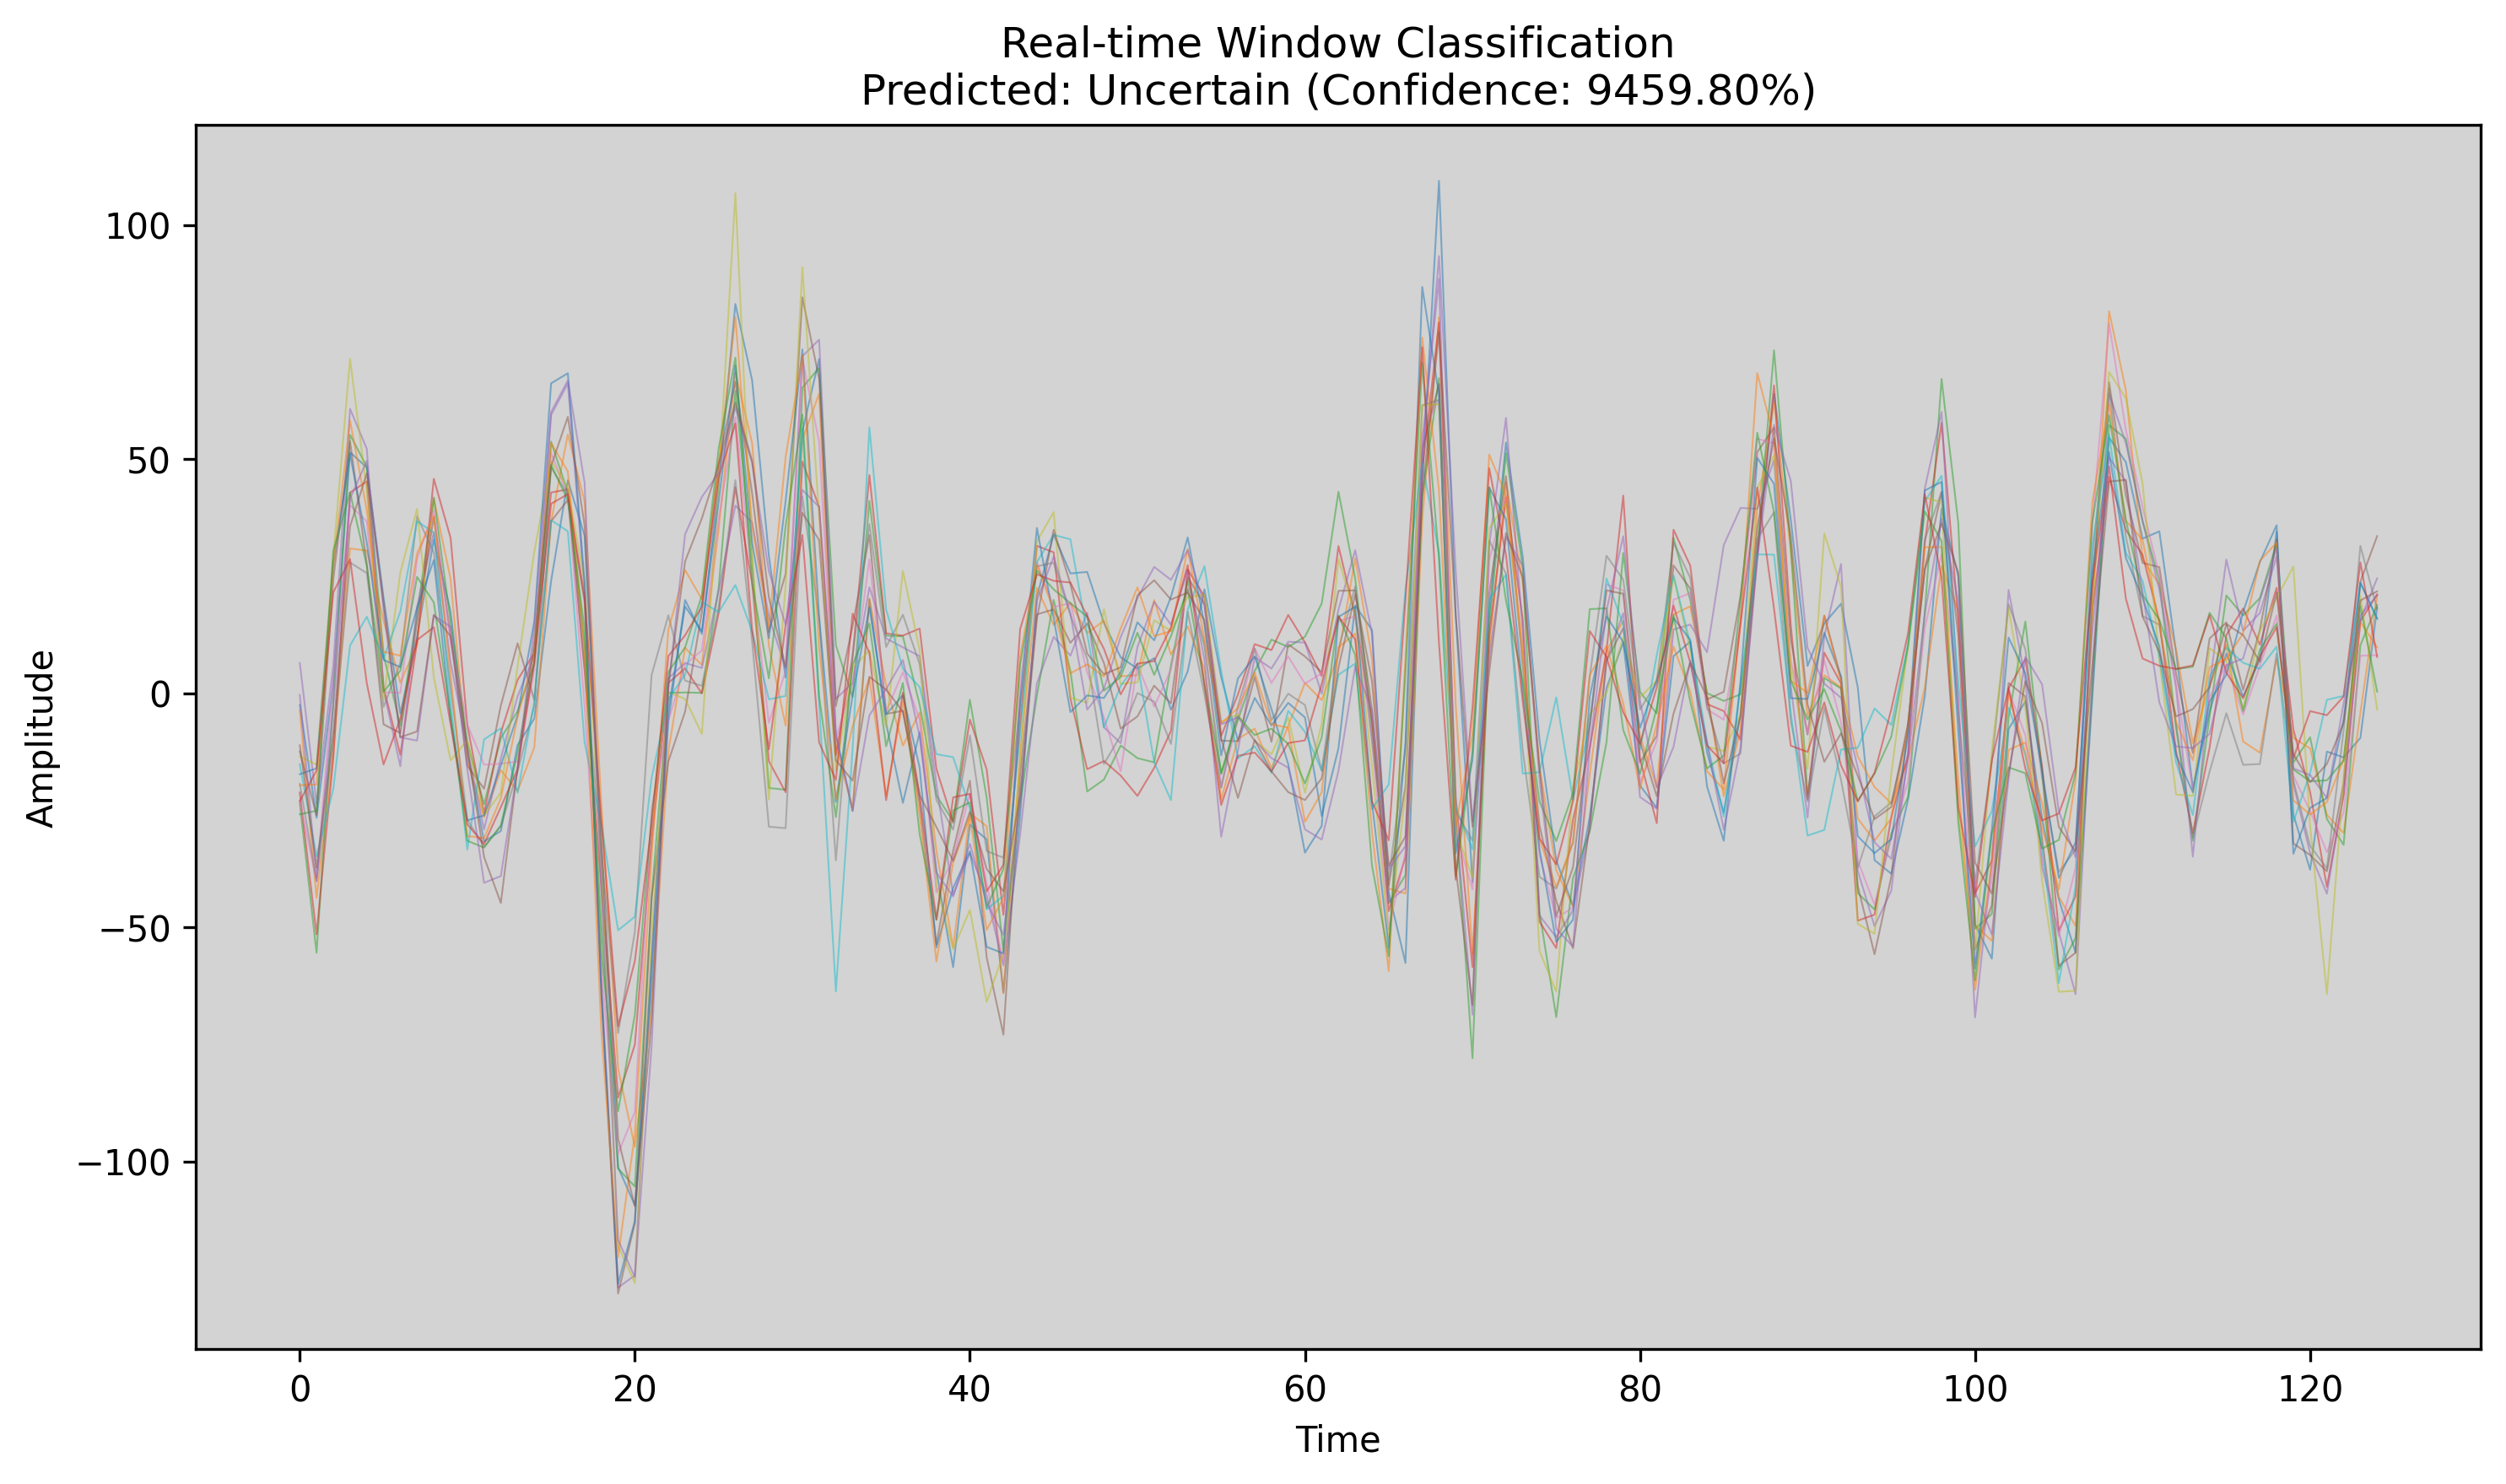 Real-time Window Classification
Predicted: Uncertain (Confidence: 9459.80%)
100
50
0
−50
−100
Amplitude
0 20 40 60 80 100 120
Time